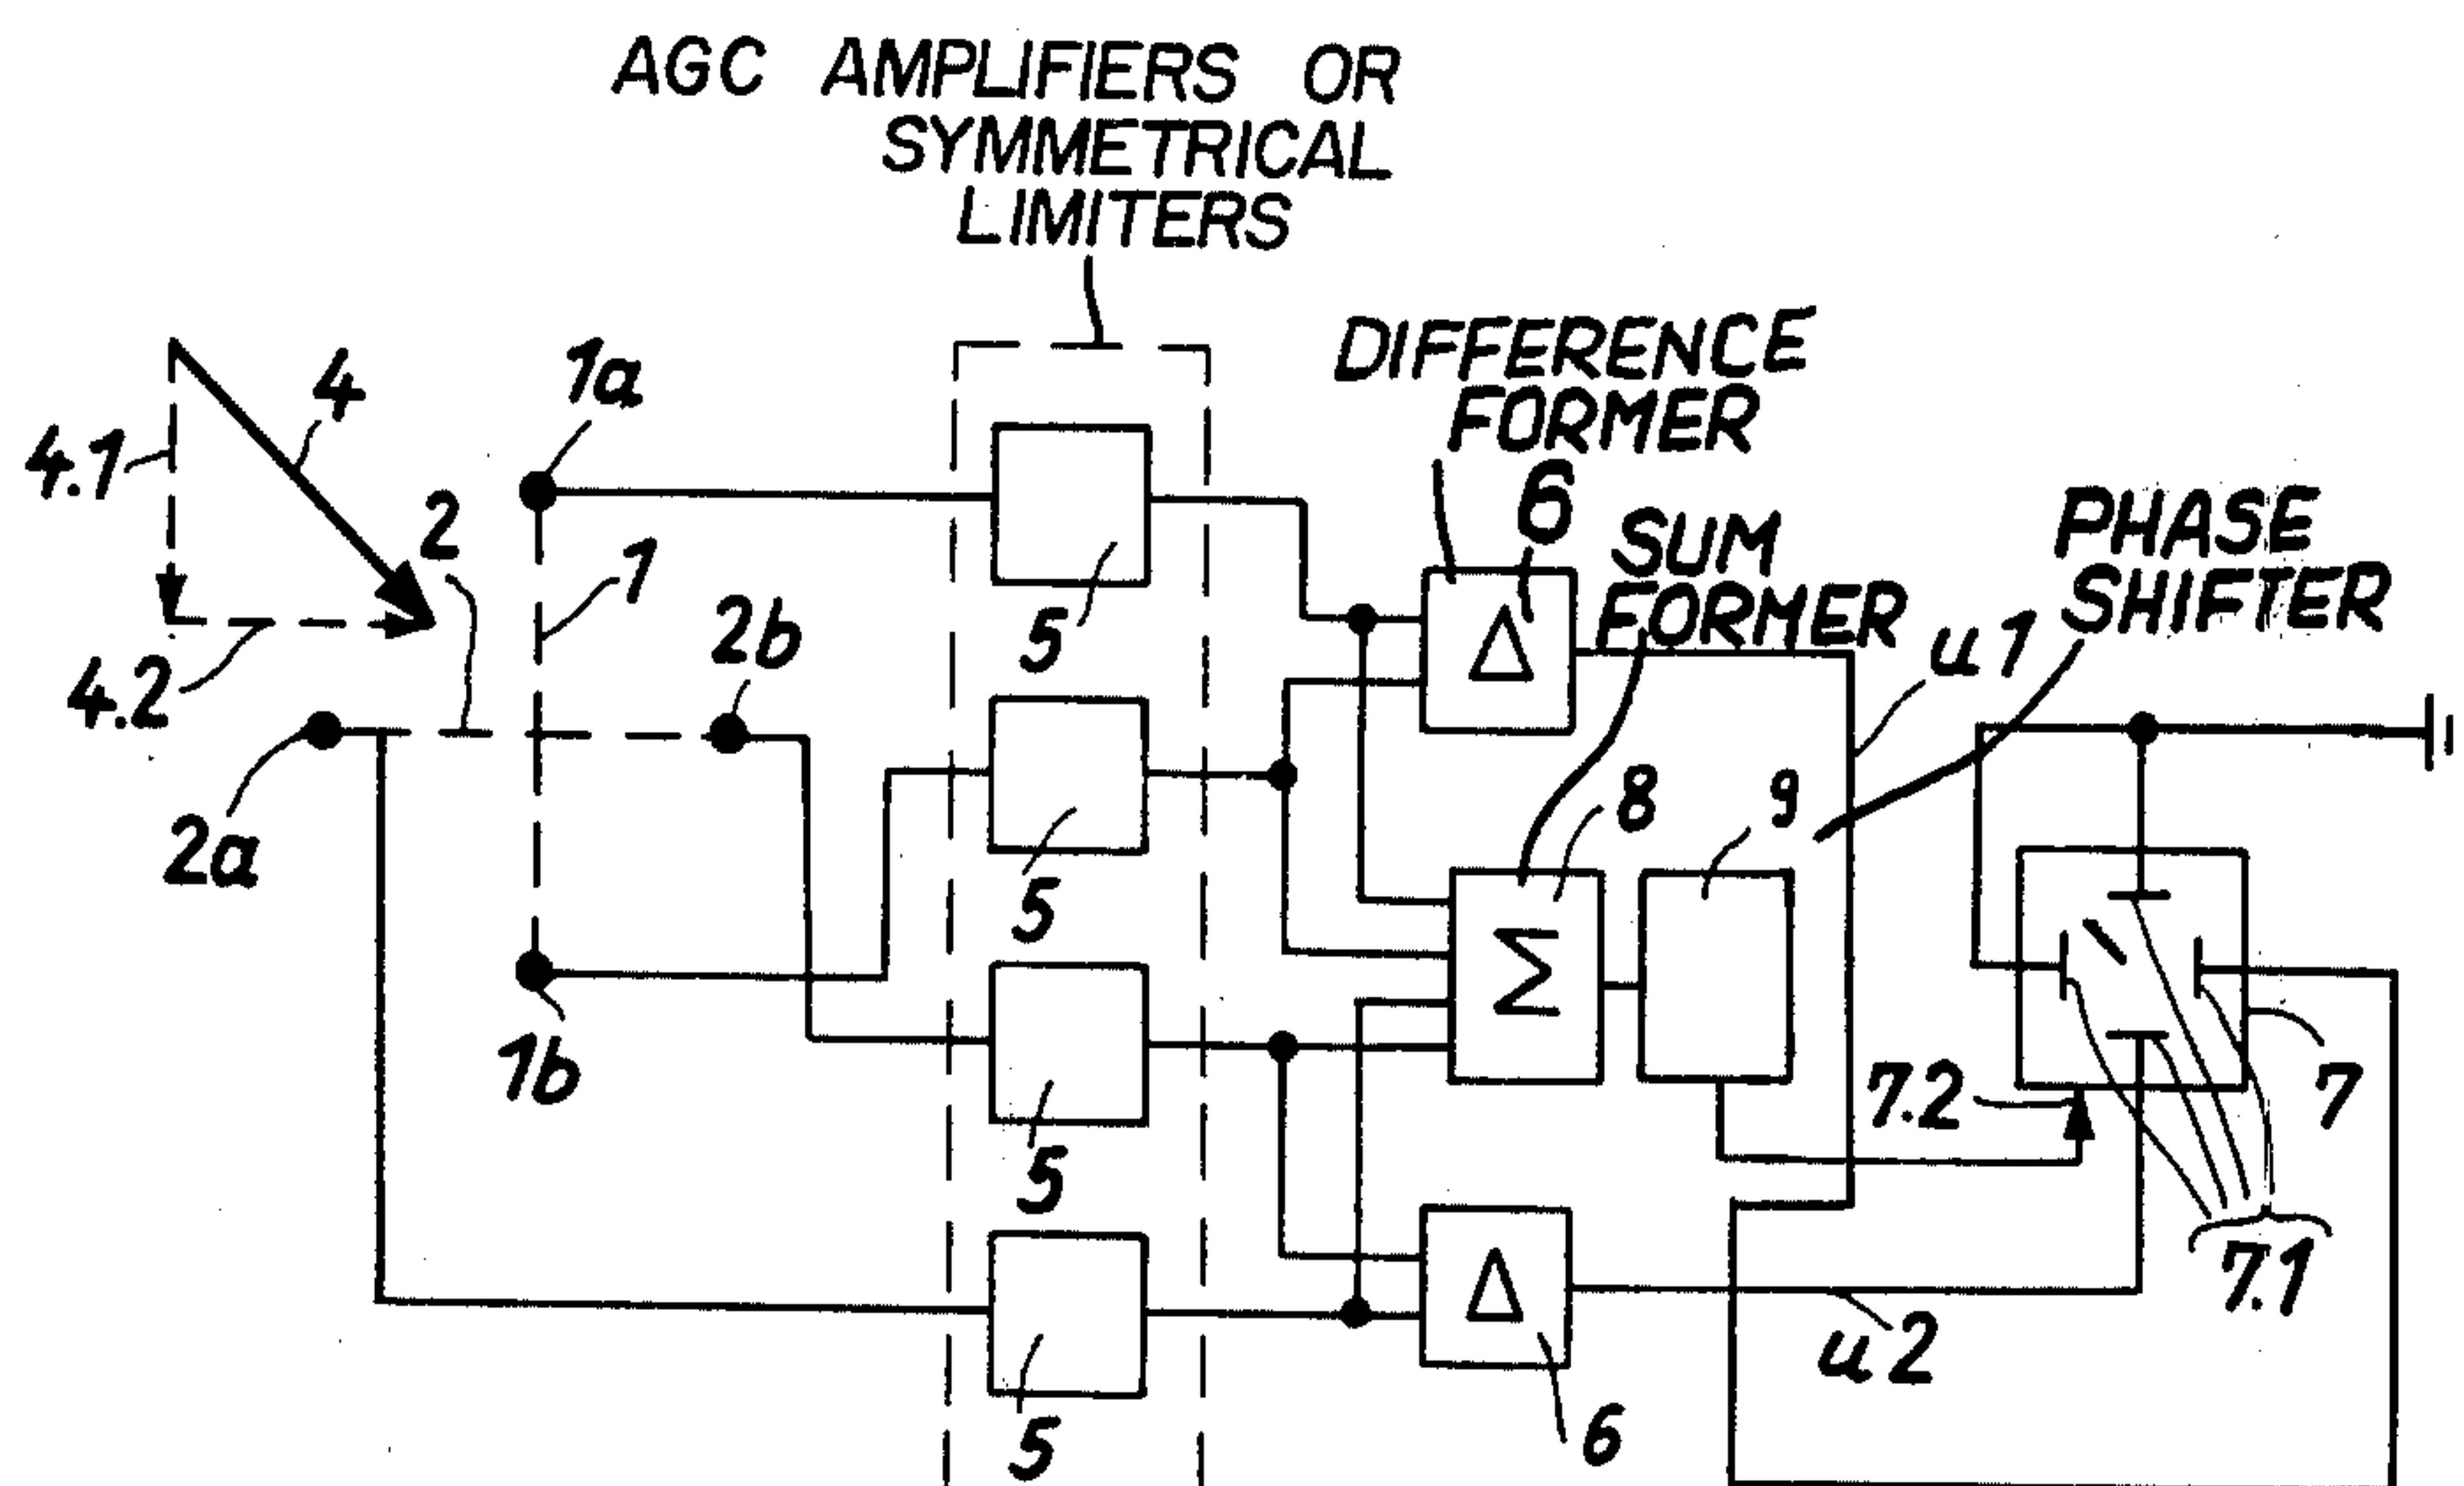 AGC AMPLIFIERS OR
SYMMETRICAL
LIMITERS
DIFFERENCE
FORMER
6
SUM
FORMER
PHASE
SHIFTER
4
4.1
4.2
1a
2
1
2b
2a
1b
5
5
5
5
Δ
u1
8
9
Σ
7.2
7
7.1
Δ
u2
6